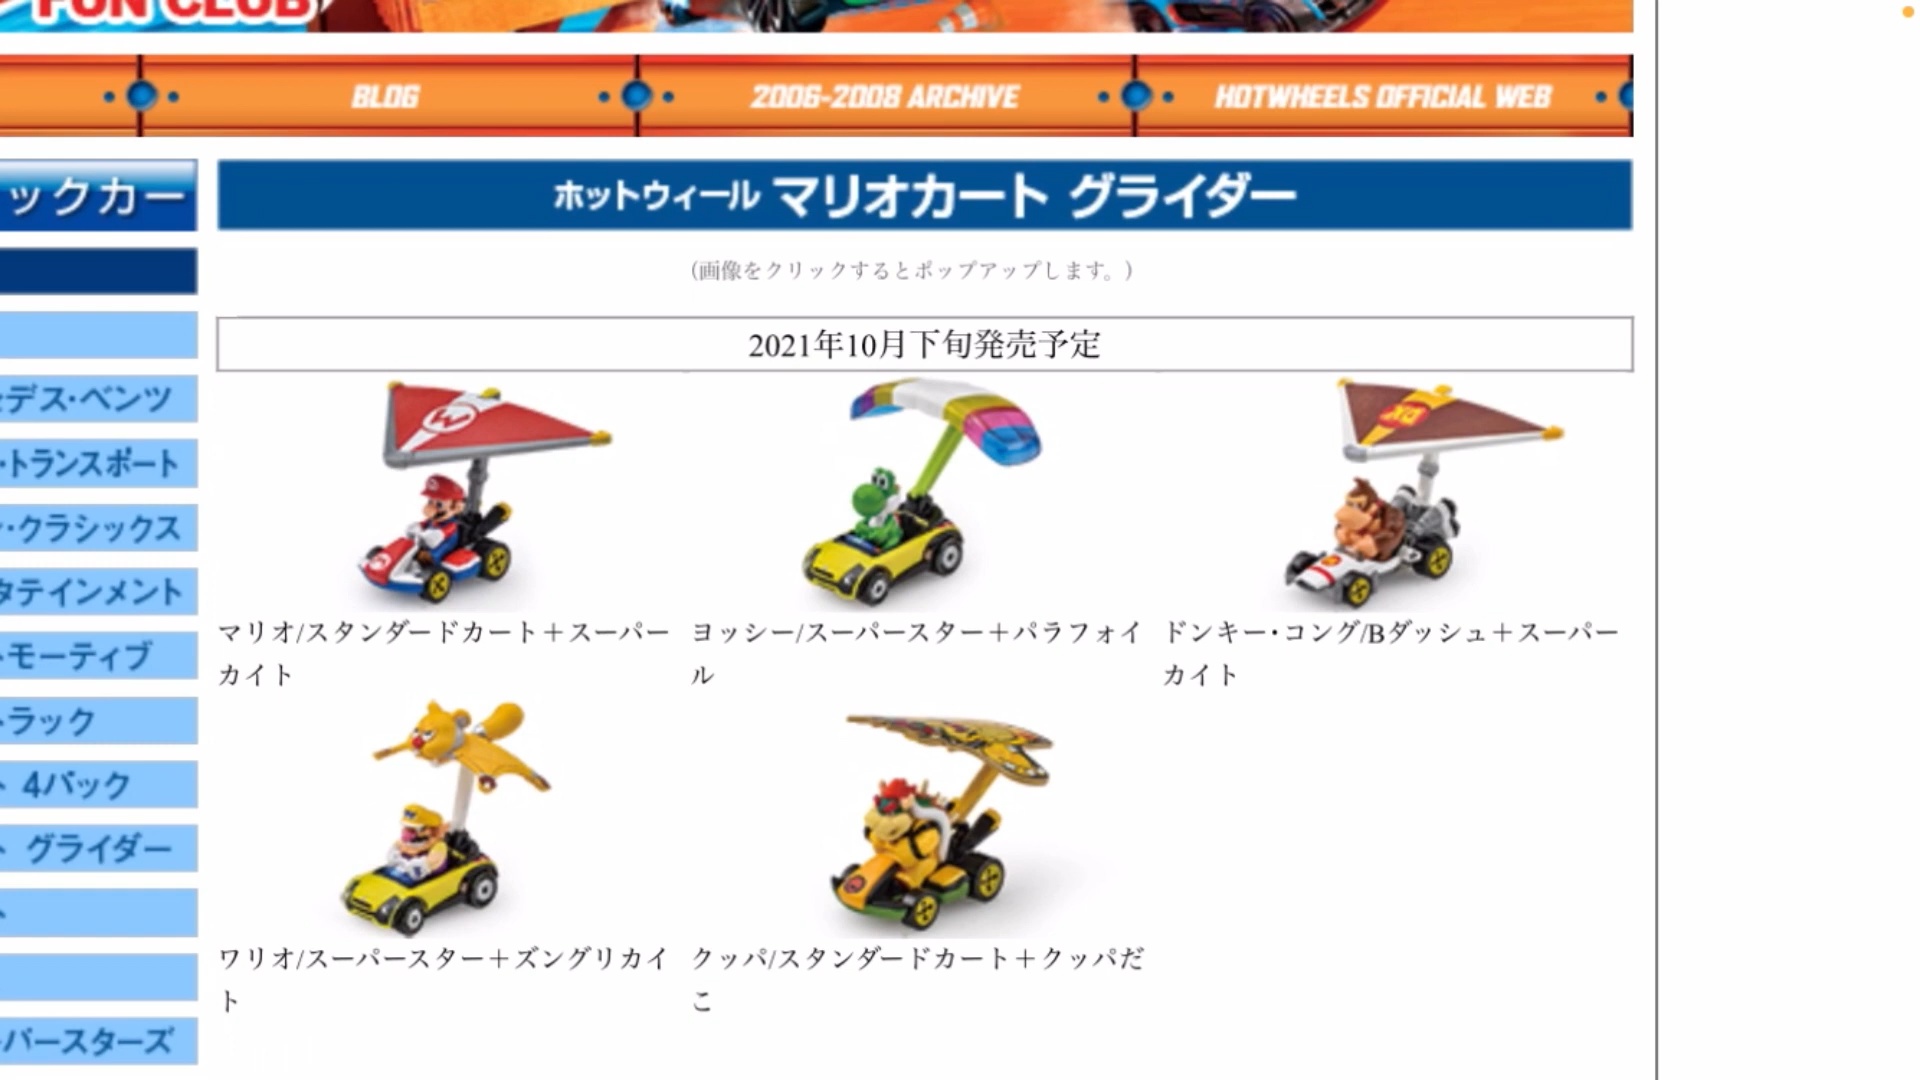 FUN CLUB
BLOG
2006-2008 ARCHIVE
HOTWHEELS OFFICIAL WEB
ックカー
ホットウィール マリオカート グライダー
(画像をクリックするとポップアップします。)
2021年10月下旬発売予定
デス・ベンツ
・トランスポート
・クラシックス
タテインメント
モーティブ
ラック
4パック
グライダー
バースターズ
マリオ/スタンダードカート＋スーパー
カイト
ヨッシー/スーパースター＋パラフォイ
ル
ドンキー・コング/Bダッシュ＋スーパー
カイト
ワリオ/スーパースター＋ズングリカイ
ト
クッパ/スタンダードカート＋クッパだ
こ